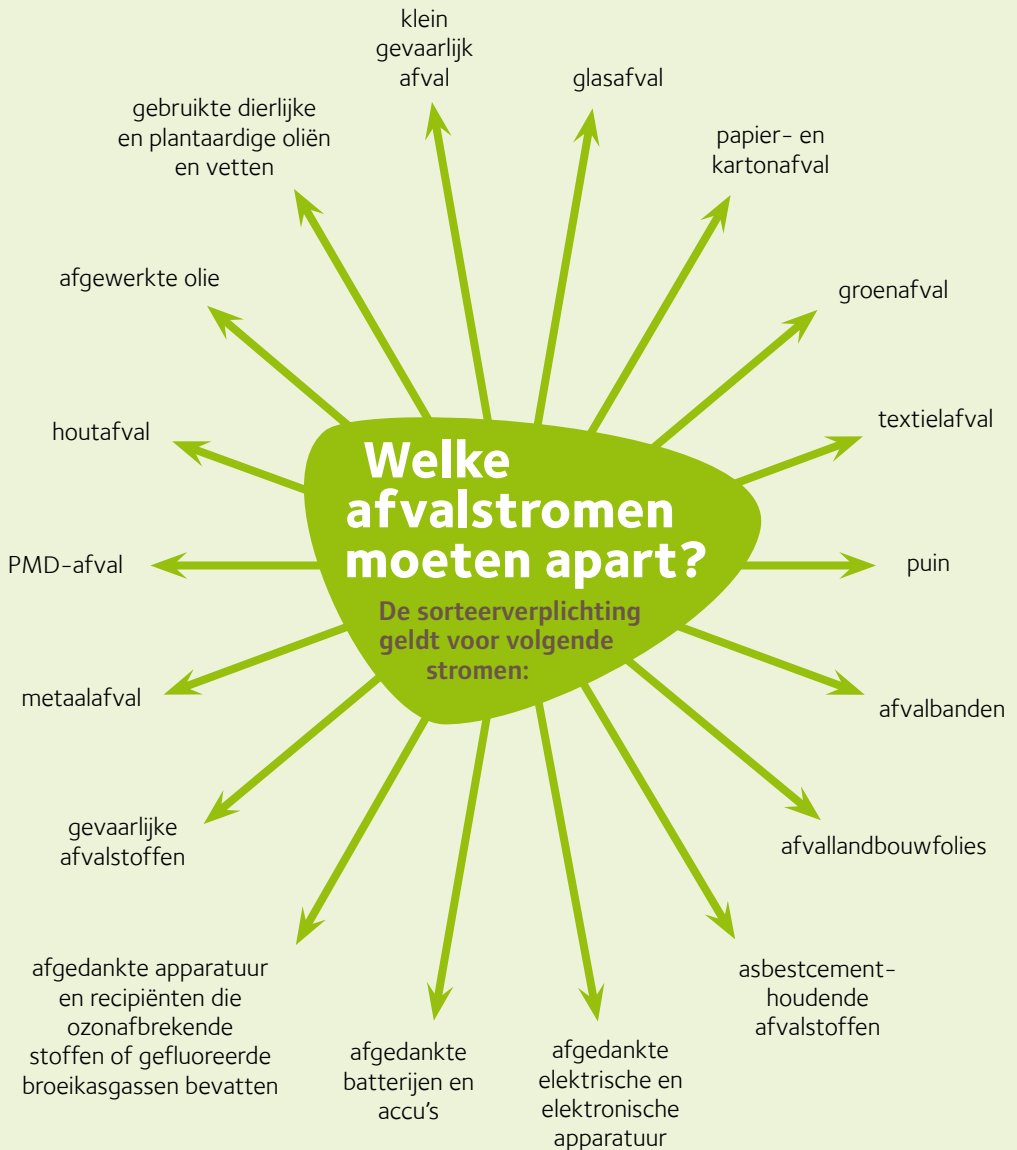 Welke
afvalstromen
moeten apart?
De sorteerverplichting
geldt voor volgende
stromen:
klein
gevaarlijk
afval
glasafval
papier- en
kartonafval
groenafval
textielafval
puin
afvalbanden
afvallandbouwfolies
asbestcement-
houdende
afvalstoffen
afgedankte
elektrische en
elektronische
apparatuur
afgedankte
batterijen en
accu's
afgedankte apparatuur
en recipiënten die
ozonafbrekende
stoffen of gefluoreerde
broeikasgassen bevatten
gevaarlijke
afvalstoffen
metaalafval
PMD-afval
houtafval
afgewerkte olie
gebruikte dierlijke
en plantaardige oliën
en vetten